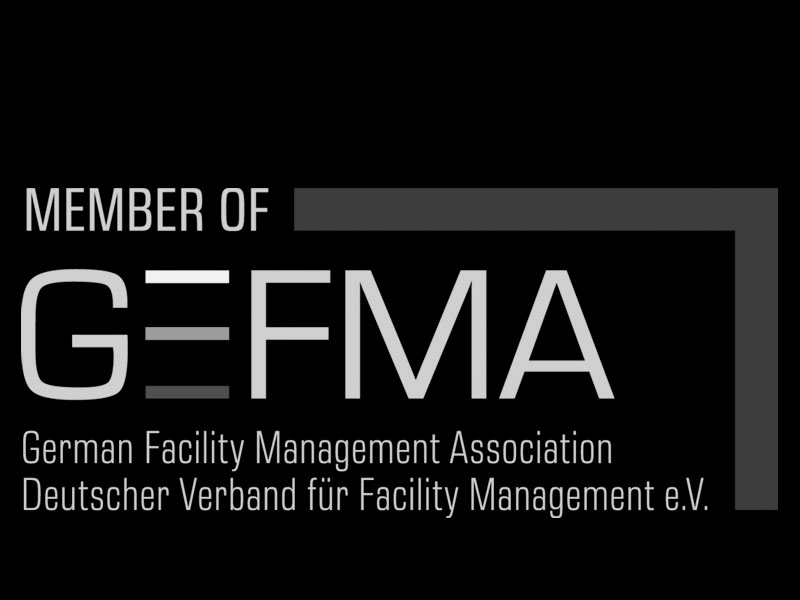 MEMBER OF
GEFMA
German Facility Management Association
Deutscher Verband für Facility Management e.V.